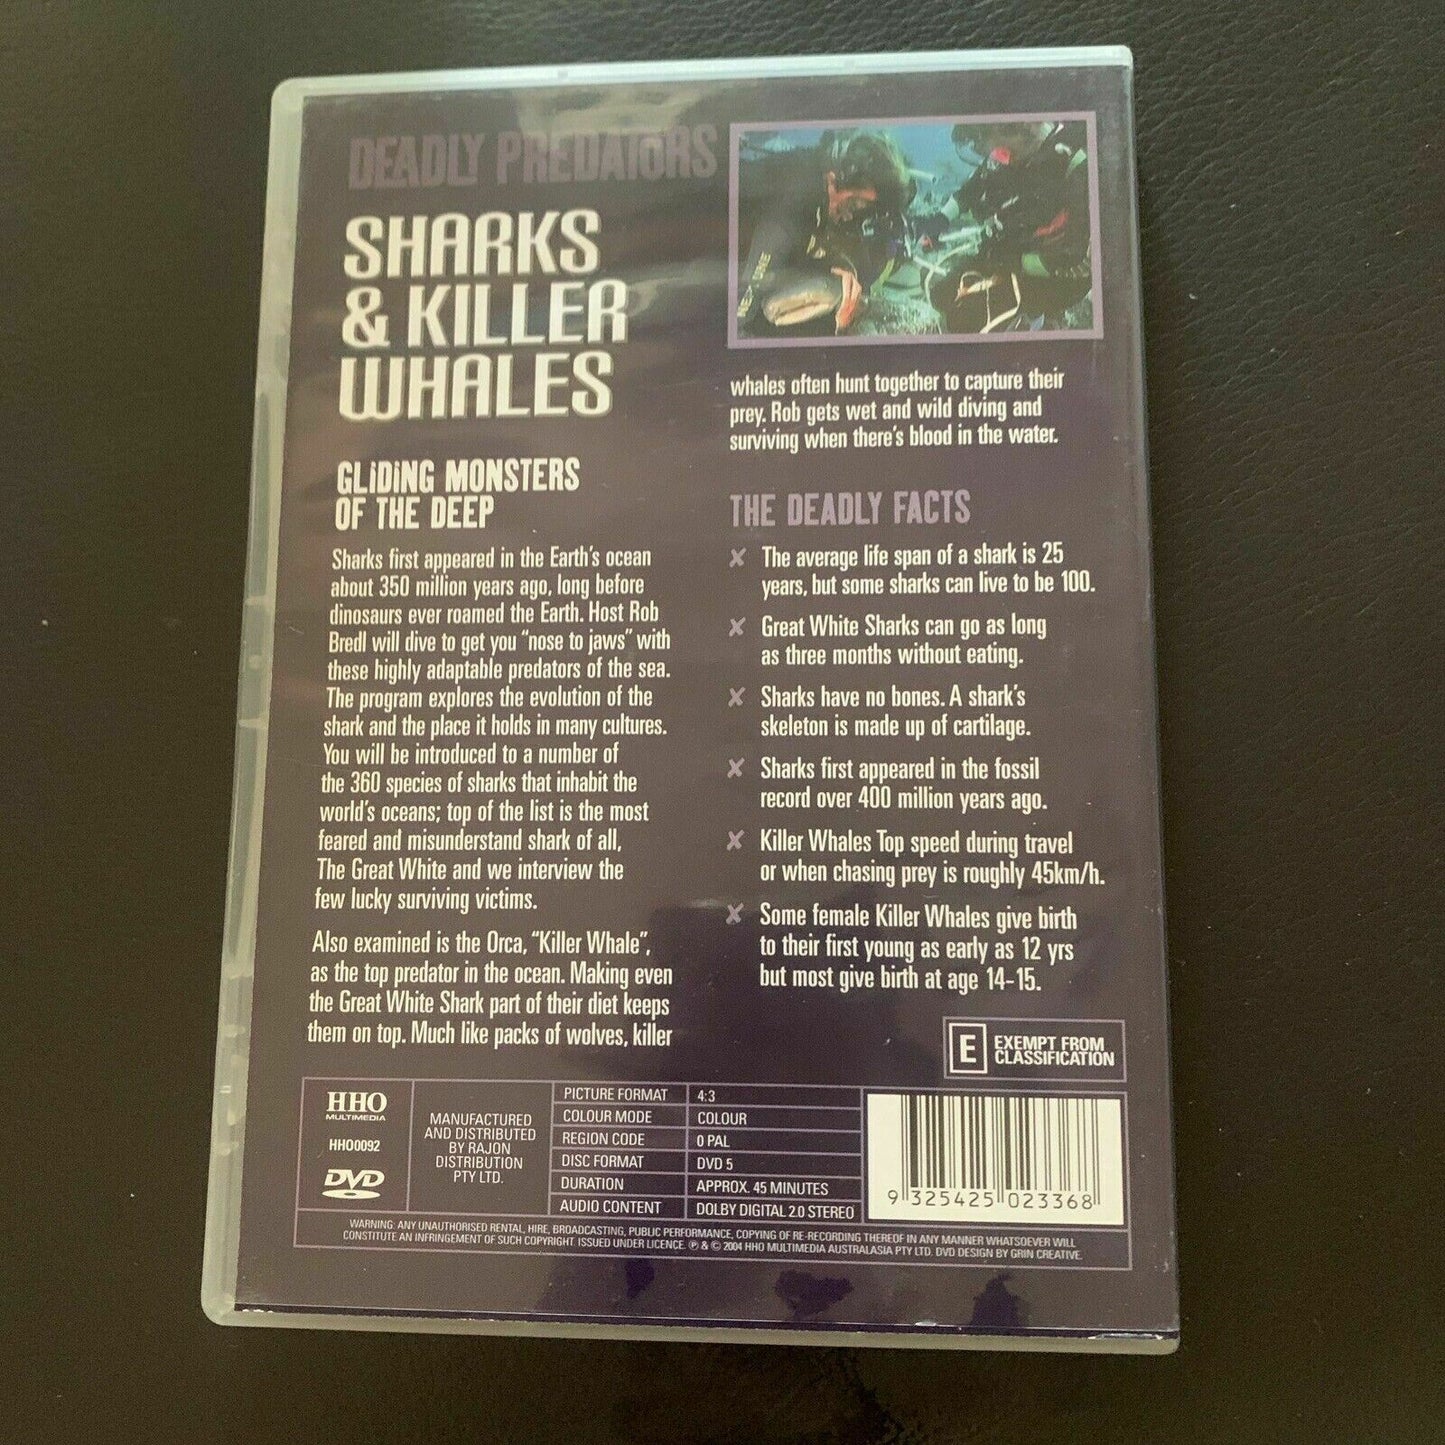 DEADLY PREDATORS
SHARKS
& KILLER
WHALES
GLIDING MONSTERS
OF THE DEEP
Sharks first appeared in the Earth's ocean
about 350 million years ago, long before
dinosaurs ever roamed the Earth. Host Rob
Bredl will dive to get you "nose to jaws" with
these highly adaptable predators of the sea.
The program explores the evolution of the
shark and the place it holds in many cultures.
You will be introduced to a number of
the 360 species of sharks that inhabit the
world's oceans; top of the list is the most
feared and misunderstand shark of all,
The Great White and we interview the
few lucky surviving victims.
Also examined is the Orca, "Killer Whale",
as the top predator in the ocean. Making even
the Great White Shark part of their diet keeps
them on top. Much like packs of wolves, killer
whales often hunt together to capture their
prey. Rob gets wet and wild diving and
surviving when there's blood in the water.
THE DEADLY FACTS
The average life span of a shark is 25
years, but some sharks can live to be 100.
Great White Sharks can go as long
as three months without eating.
Sharks have no bones. A shark's
skeleton is made up of cartilage.
Sharks first appeared in the fossil
record over 400 million years ago.
Killer Whales Top speed during travel
or when chasing prey is roughly 45km/h.
Some female Killer Whales give birth
to their first young as early as 12 yrs
but most give birth at age 14-15.
E EXEMPT FROM
CLASSIFICATION
HHO
MULTIMEDIA
HHO0092
DVD
MANUFACTURED
AND DISTRIBUTED
BY RAJON
DISTRIBUTION
PTY LTD.
PICTURE FORMAT 4:3
COLOUR MODE COLOUR
REGION CODE 0 PAL
DISC FORMAT DVD 5
DURATION APPROX. 45 MINUTES
AUDIO CONTENT DOLBY DIGITAL 2.0 STEREO
9 325425 023368
WARNING: ANY UNAUTHORISED RENTAL, HIRE, BROADCASTING, PUBLIC PERFORMANCE, COPYING OF RE-RECORDING THEREOF IN ANY MANNER WHATSOEVER WILL
CONSTITUTE AN INFRINGEMENT OF SUCH COPYRIGHT. ISSUED UNDER LICENCE. ℗ & © 2004 HHO MULTIMEDIA AUSTRALASIA PTY LTD. DVD DESIGN BY GRIN CREATIVE.